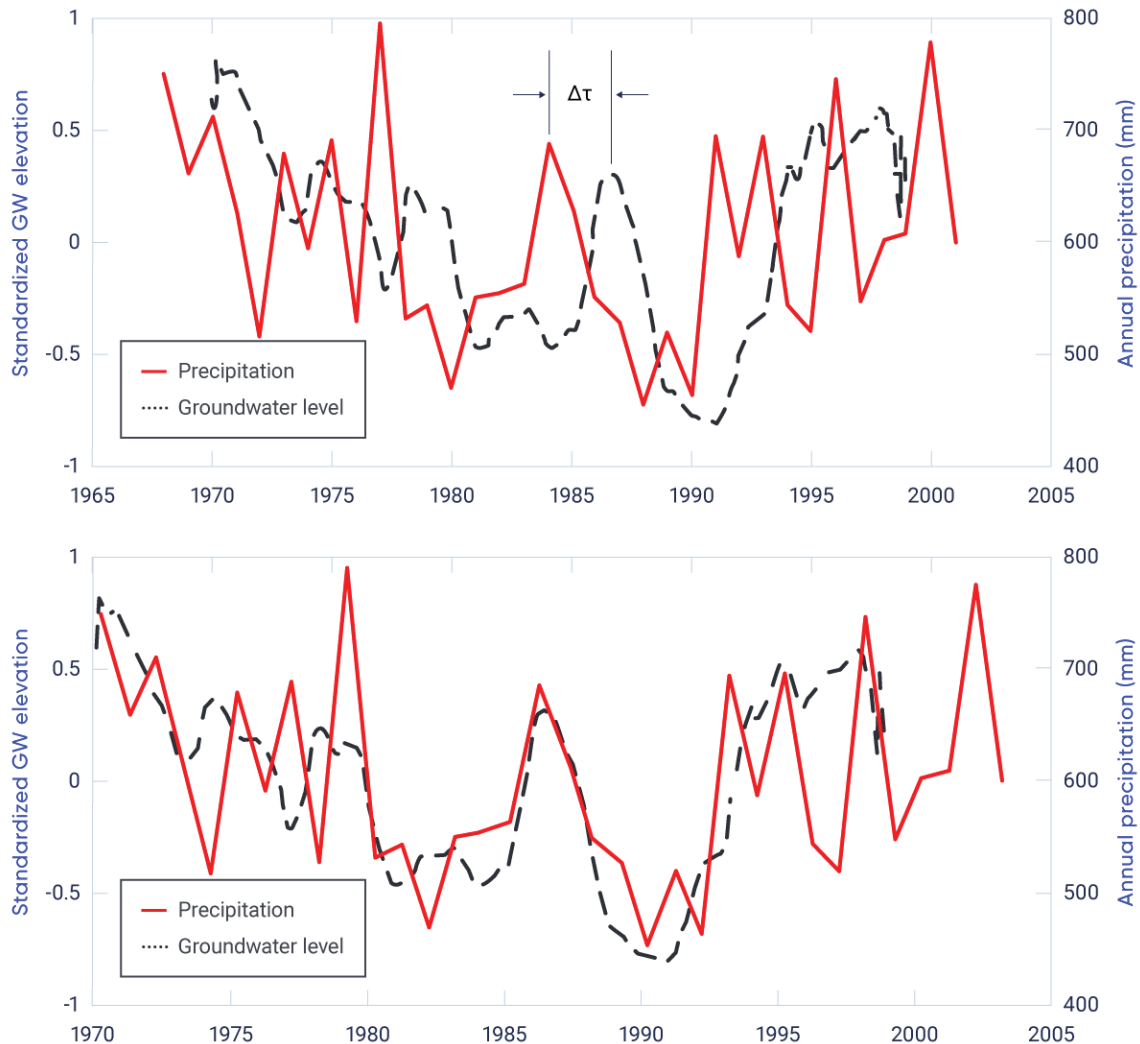 Standardized GW elevation
1
0.5
0
-0.5
-1
Δτ
Precipitation
Groundwater level
800
700
600
500
400
Annual precipitation (mm)
1965 1970 1975 1980 1985 1990 1995 2000 2005
Standardized GW elevation
1
0.5
0
-0.5
-1
Precipitation
Groundwater level
800
700
600
500
400
Annual precipitation (mm)
1970 1975 1980 1985 1990 1995 2000 2005